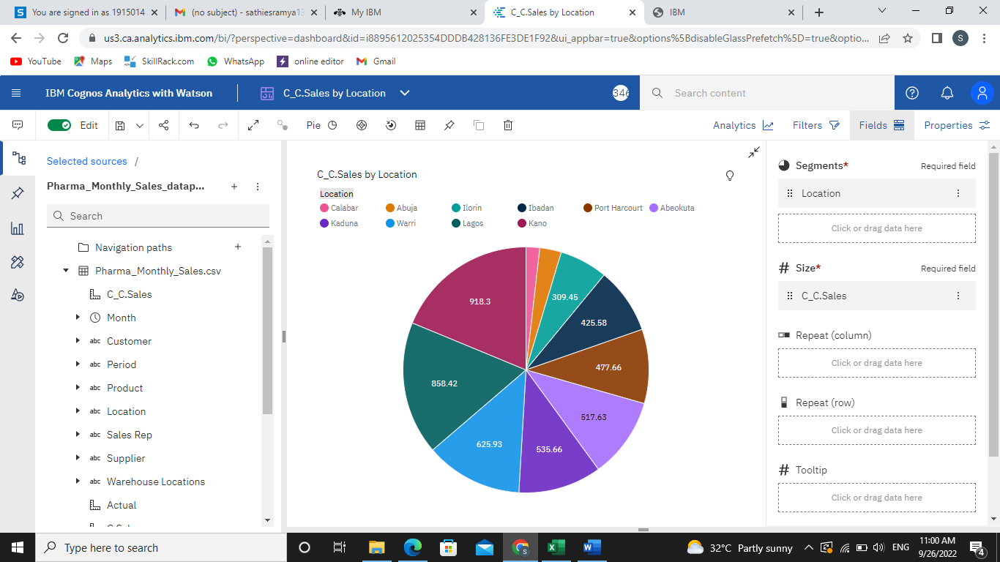 You are signed in as 1915014
(no subject) - sathiesramya13
My IBM
C_C.Sales by Location
IBM
us3.ca.analytics.ibm.com/bi/?perspective=dashboard&id=i8895612025354DDDB428136FE3DE1F92&ui_appbar=true&options%5BdisableGlassPrefetch%5D=true&optio...
S
YouTube
Maps
SkillRack.com
WhatsApp
online editor
Gmail
IBM Cognos Analytics with Watson
C_C.Sales by Location
346
Search content
Edit
Pie
Analytics
Filters
Fields
Properties
Selected sources /
Pharma_Monthly_Sales_datap...
Search
Navigation paths
Pharma_Monthly_Sales.csv
C_C.Sales
Month
abc Customer
abc Period
abc Product
abc Location
abc Sales Rep
abc Supplier
abc Warehouse Locations
Actual
C_C.Sales by Location
Location
Calabar
Abuja
Ilorin
Ibadan
Port Harcourt
Abeokuta
Kaduna
Warri
Lagos
Kano
918.3
309.45
425.58
477.66
517.63
535.66
625.93
858.42
Segments*
Required field
Location
Click or drag data here
# Size*
Required field
C_C.Sales
Repeat (column)
Click or drag data here
Repeat (row)
Click or drag data here
# Tooltip
Click or drag data here
Type here to search
32°C Partly sunny
ENG
11:00 AM
9/26/2022
4